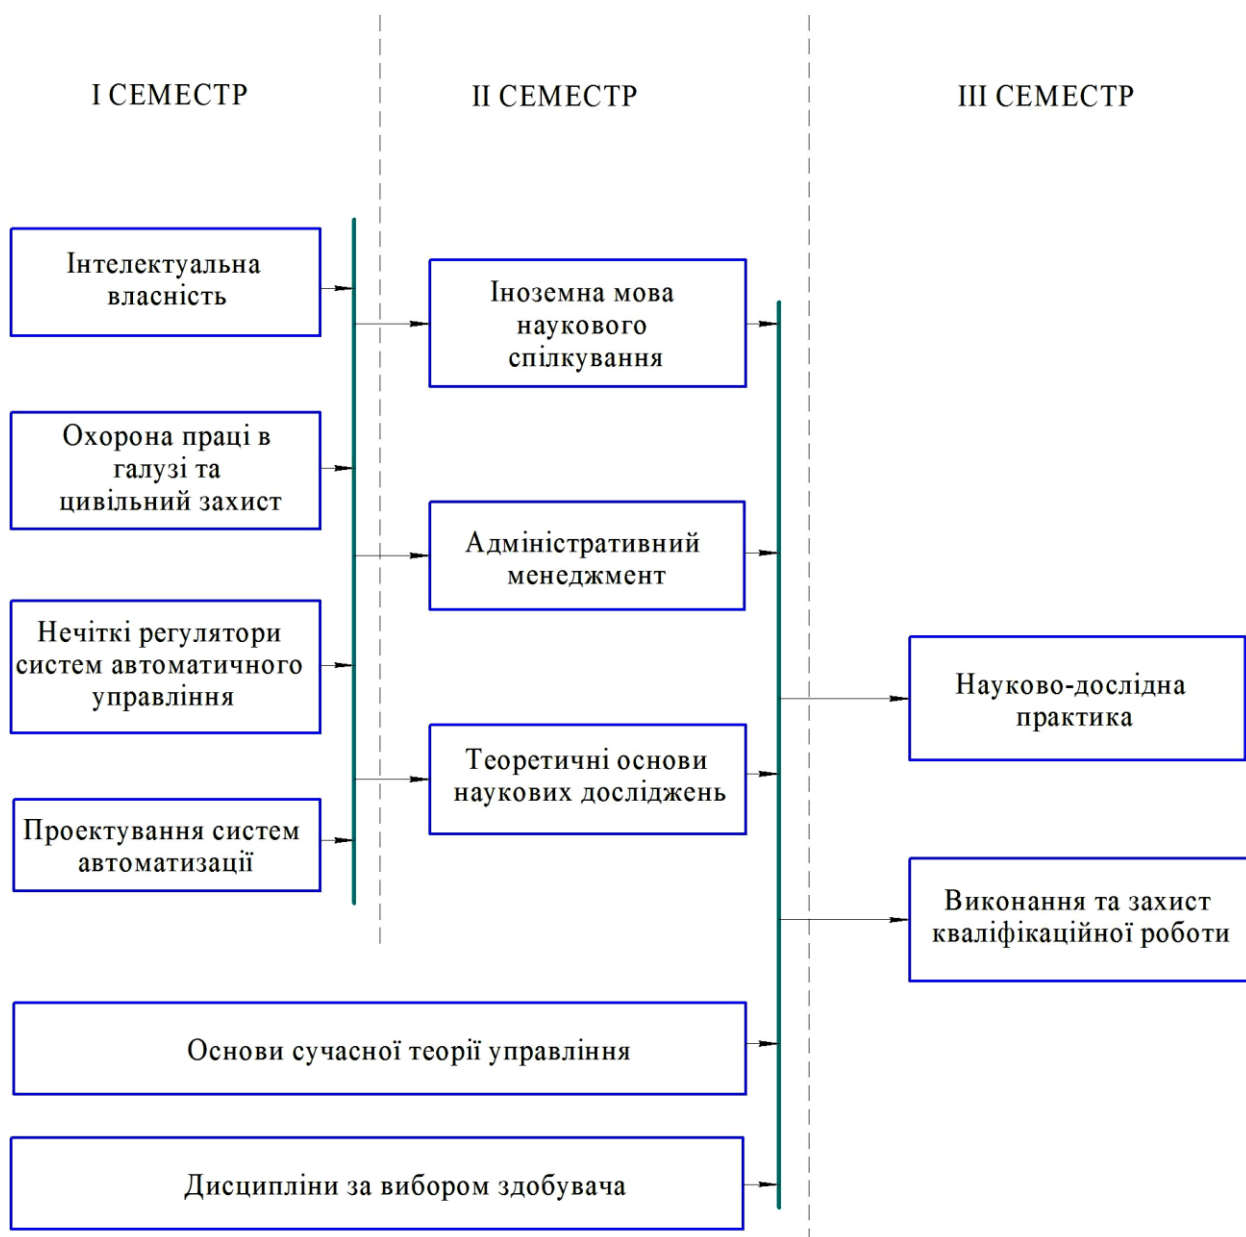 І СЕМЕСТР
ІІ СЕМЕСТР
ІІІ СЕМЕСТР
Інтелектуальна
власність
Охорона праці в
галузі та
цивільний захист
Нечіткі регулятори
систем автоматичного
управління
Проектування систем
автоматизації
Іноземна мова
наукового
спілкування
Адміністративний
менеджмент
Теоретичні основи
наукових досліджень
Науково-дослідна
практика
Виконання та захист
кваліфікаційної роботи
Основи сучасної теорії управління
Дисципліни за вибором здобувача